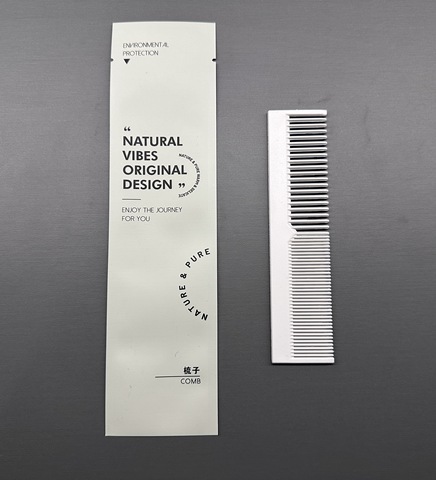 ENVIRONMENTAL
PROTECTION
“
NATURAL
VIBES
ORIGINAL
DESIGN ”
ENJOY THE JOURNEY
FOR YOU
NATURE & PURE
梳子
COMB